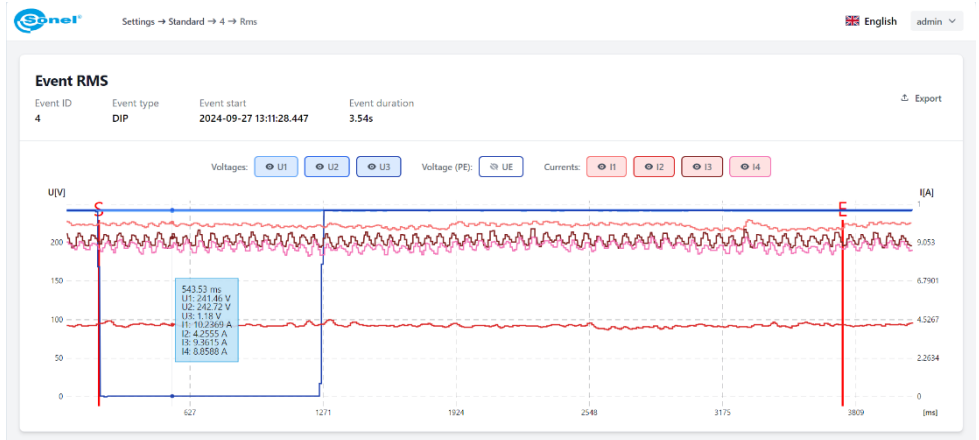 Sonel®
Settings → Standard → 4 → Rms
English
admin
Event RMS
Event ID
Event type
Event start
Event duration
4
DIP
2024-09-27 13:11:28.447
3.54s
Export
Voltages:
U1
U2
U3
Voltage (PE):
UE
Currents:
I1
I2
I3
I4
U[V]
I[A]
S
E
1
200
9.053
150
6.7901
100
4.5267
50
2.2634
0
0
543.53 ms
U1: 241.46 V
U2: 242.72 V
U3: 1.18 V
I1: 10.2369 A
I2: 4.2555 A
I3: 9.3615 A
I4: 8.8588 A
627
1271
1924
2548
3175
3809
[ms]